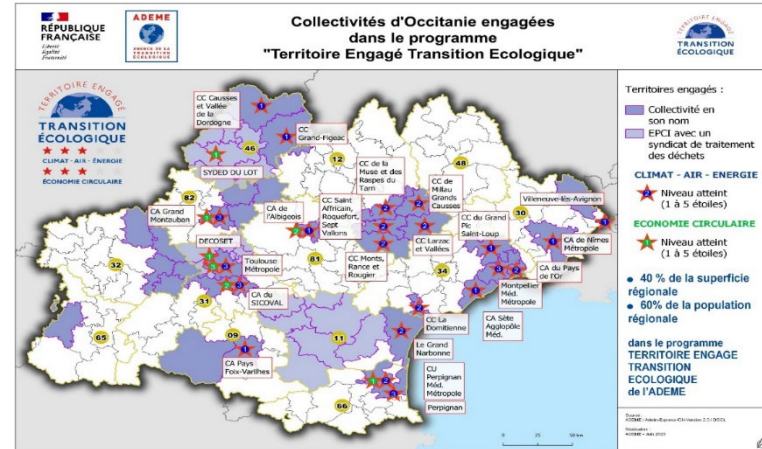 RÉPUBLIQUE
FRANÇAISE
Liberté
Égalité
Fraternité
ADEME
AGENCE DE LA
TRANSITION
ÉCOLOGIQUE
Collectivités d'Occitanie engagées
dans le programme
"Territoire Engagé Transition Ecologique"
TERRITOIRE ENGAGÉ
TRANSITION
ÉCOLOGIQUE
TERRITOIRE ENGAGÉ
TRANSITION
ÉCOLOGIQUE
CLIMAT - AIR - ÉNERGIE
ÉCONOMIE CIRCULAIRE
CC Causses
et Vallée
de la
Dordogne
CC
Grand-Figeac
46
SYDED DU LOT
12
48
CC de la
Muse et des
Raspes du
Tarn
CC de
Millau
Grands
Causses
Villeneuve-lés-Avignon
30
82
CA Grand
Montauban
CA de
l'Albigeois
CC Saint
Affricain,
Roquefort,
Sept
Vallons
CC du Grand
Pic
Saint-Loup
CA de Nîmes
Métropole
DECOSET
Toulouse
Métropole
81
CC Larzac
et Vallées
CC Monts,
Rance et
Rougier
34
CA du Pays
de l'Or
Montpellier
Méd.
Métropole
32
31
CA du
SICOVAL
CA Sète
Agglopôle
Méd.
CC La
Domitienne
65
09
11
Le Grand
Narbonne
CA Pays
Foix-Varilhes
CU
Perpignan
Méd.
Métropole
66
Perpignan
0
25
50 km
Territoires engagés :
Collectivité en
son nom
EPCI avec un
syndicat de traitement
des déchets
CLIMAT - AIR - ENERGIE
2 Niveau atteint
(1 à 5 étoiles)
ECONOMIE CIRCULAIRE
1 Niveau atteint
(1 à 5 étoiles)
• 40 % de la superficie
régionale
• 60% de la population
régionale
dans le programme
TERRITOIRE ENGAGE
TRANSITION
ECOLOGIQUE
de l'ADEME